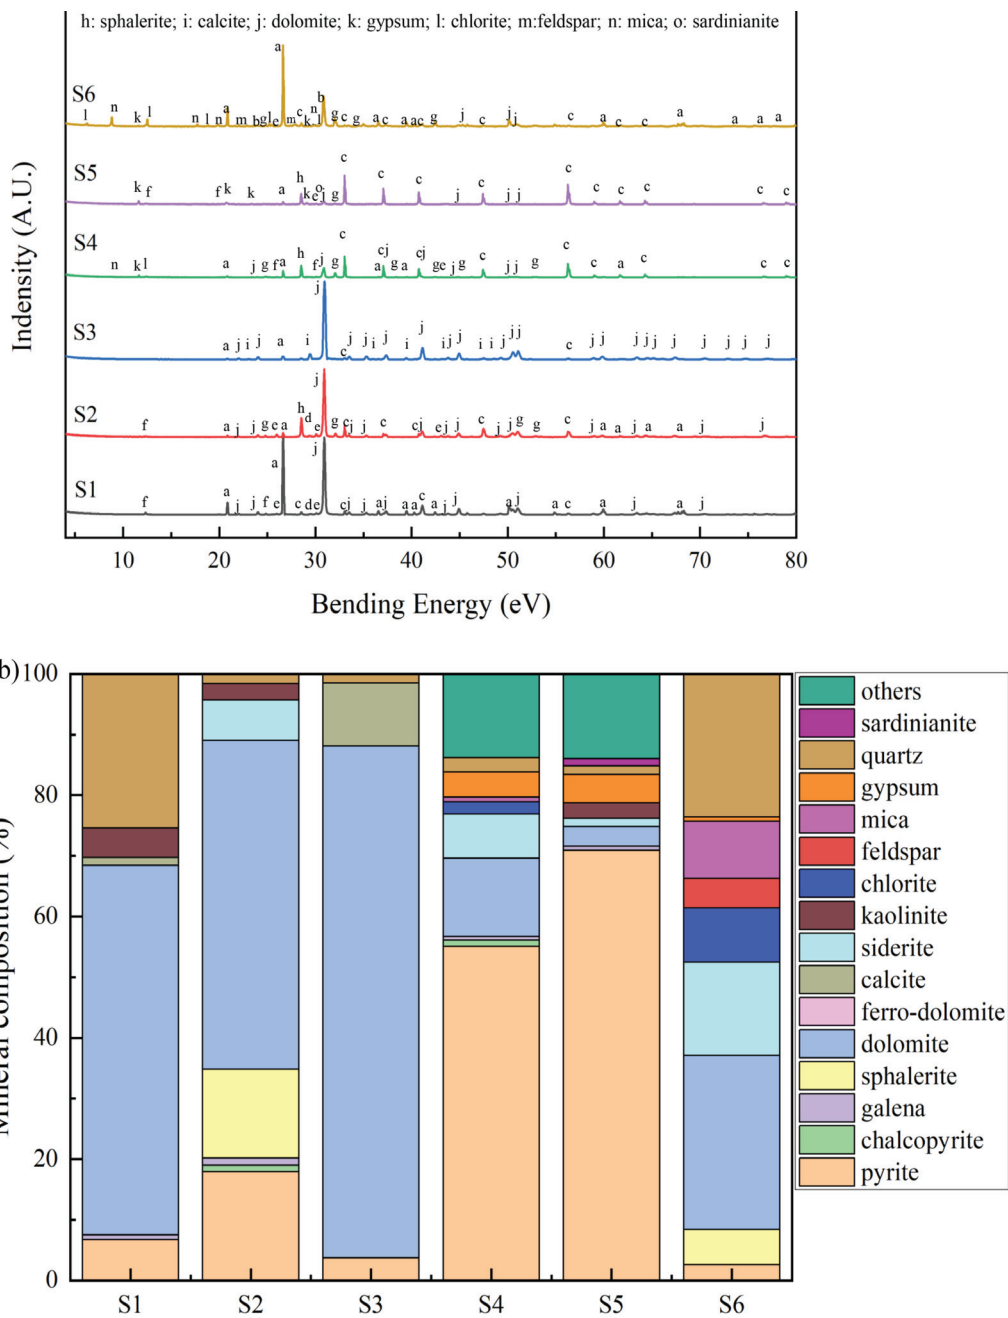 h: sphalerite; i: calcite; j: dolomite; k: gypsum; l: chlorite; m:feldspar; n: mica; o: sardinianite
Indensity (A.U.)
S6
l n k l n l n a m b g l e a m c k n l b g c g a c a a c g j c j j c a c c a a a a
S5
k f f k k a h k e o j g c c c c j c j j c c c c c c
S4
n k l a j g f a h f j g c a c j g a c j g e j g c j j g c c a c c c
S3
a j i j a i j c j j i j i j i j j i i j j j c j j j j j j j j j
S2
f a j j g e a h d e j g c j j c c j e j j c j j g g c j a a j a a j j
S1
f a j j f e a c d e j c j j a j a a c a j j a j a c a j a j
10 20 30 40 50 60 70 80
Bending Energy (eV)
b)
100
80
60
40
20
0
S1 S2 S3 S4 S5 S6
others
sardinianite
quartz
gypsum
mica
feldspar
chlorite
kaolinite
siderite
calcite
ferro-dolomite
dolomite
sphalerite
galena
chalcopyrite
pyrite
Mineral composition (%)